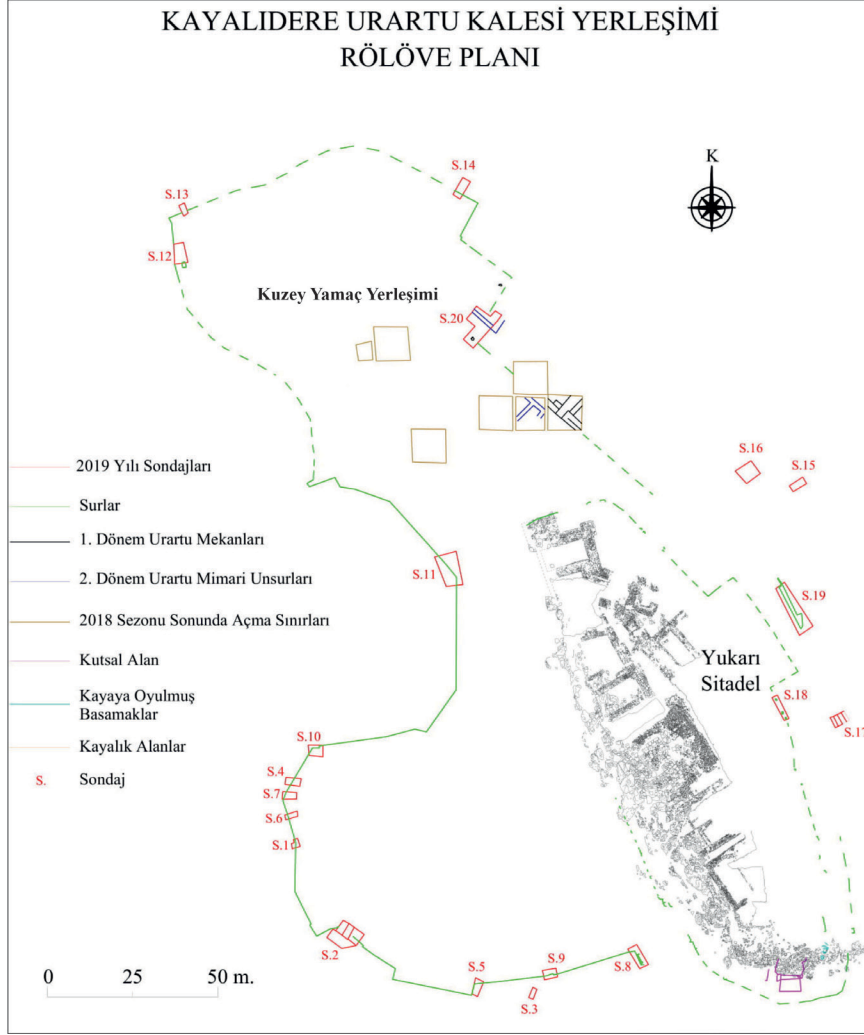 KAYALIDERE URARTU KALESİ YERLEŞİMİ
RÖLÖVE PLANI
K
S.14
S.13
S.12
Kuzey Yamaç Yerleşimi
S.20
S.16
S.15
2019 Yılı Sondajları
Surlar
1. Dönem Urartu Mekanları
2. Dönem Urartu Mimari Unsurları
2018 Sezonu Sonunda Açma Sınırları
Kutsal Alan
Kayaya Oyulmuş
Basamaklar
Kayalık Alanlar
S. Sondaj
S.11
S.19
Yukarı
Sitadel
S.18
S.17
S.10
S.4
S.7
S.6
S.1
S.2
S.5
S.9
S.8
S.3
0 25 50 m.